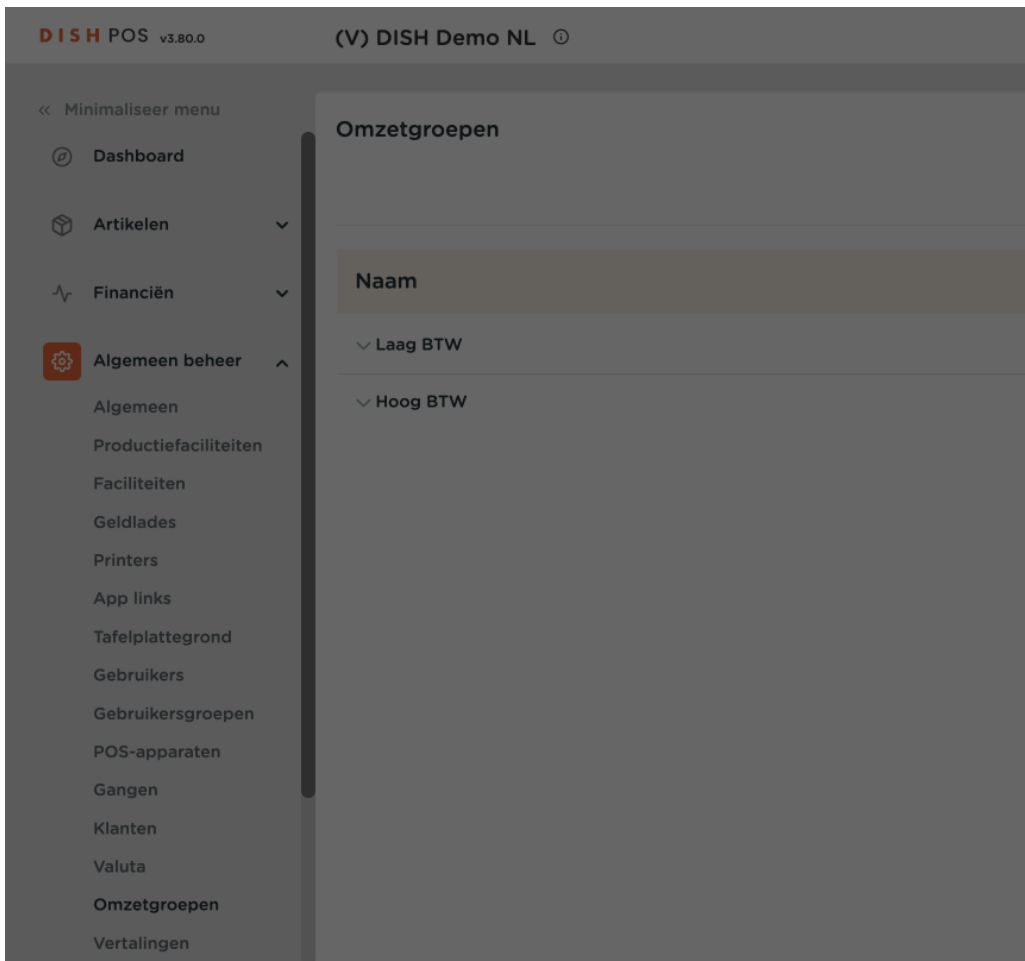 DISH POS v3.80.0
(V) DISH Demo NL
Minimaliseer menu
Dashboard
Artikelen
Financiën
Algemeen beheer
Algemeen
Productiefaciliteiten
Faciliteiten
Geldlades
Printers
App links
Tafelplattegrond
Gebruikers
Gebruikersgroepen
POS-apparaten
Gangen
Klanten
Valuta
Omzetgroepen
Vertalingen
Omzetgroepen
Naam
Laag BTW
Hoog BTW